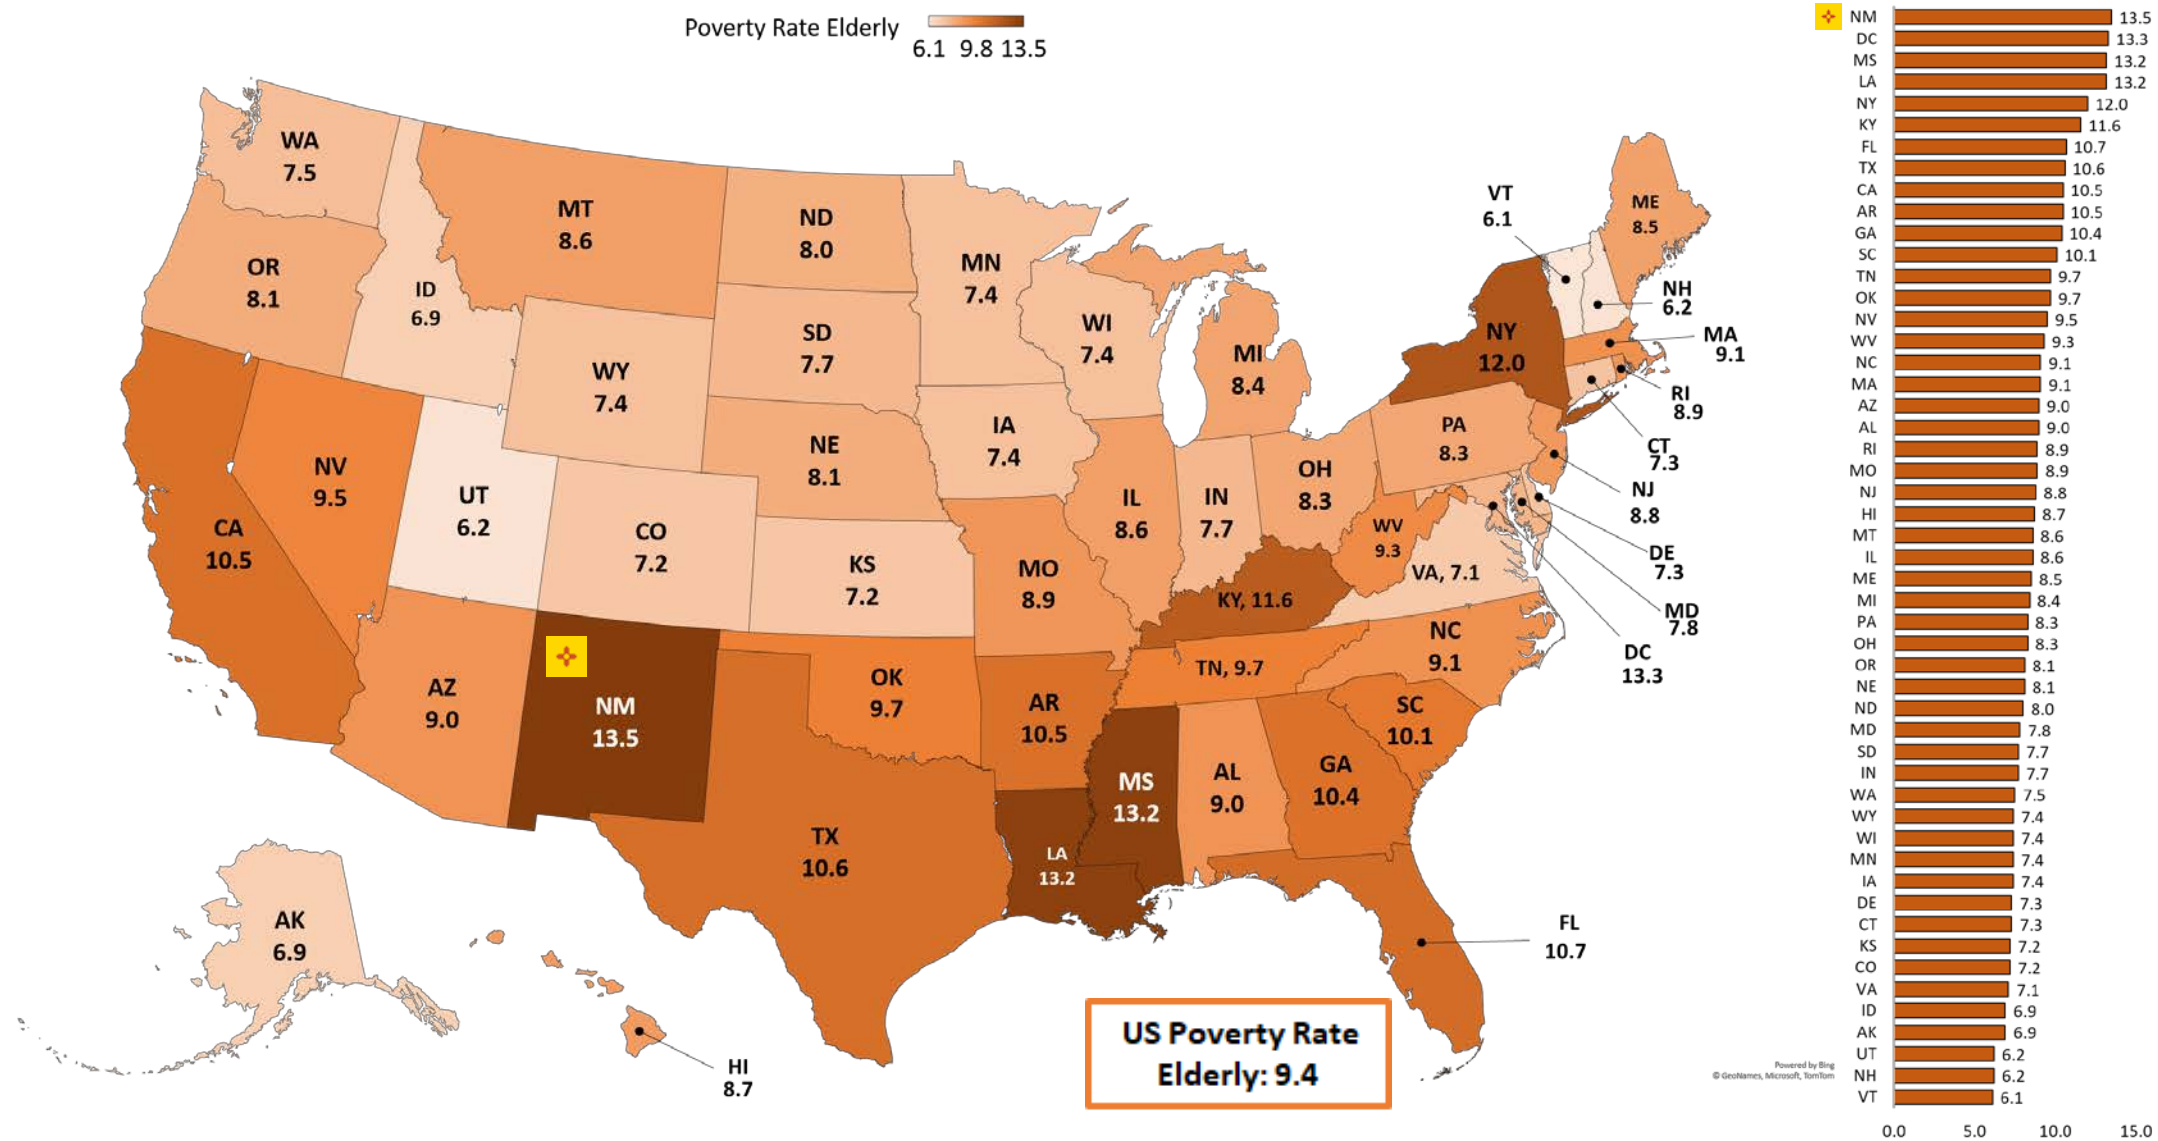 Poverty Rate Elderly
6.1 9.8 13.5
WA
7.5
OR
8.1
CA
10.5
ID
6.9
NV
9.5
MT
8.6
WY
7.4
UT
6.2
AZ
9.0
CO
7.2
NM
13.5
ND
8.0
SD
7.7
NE
8.1
KS
7.2
OK
9.7
TX
10.6
MN
7.4
IA
7.4
MO
8.9
AR
10.5
LA
13.2
WI
7.4
IL
8.6
MI
8.4
IN
7.7
OH
8.3
KY, 11.6
TN, 9.7
MS
13.2
AL
9.0
GA
10.4
SC
10.1
NC
9.1
VA, 7.1
WV
9.3
PA
8.3
NY
12.0
VT
6.1
ME
8.5
NH
6.2
MA
9.1
RI
8.9
CT
7.3
NJ
8.8
DE
7.3
MD
7.8
DC
13.3
FL
10.7
AK
6.9
HI
8.7
US Poverty Rate
Elderly: 9.4
Powered by Bing
© GeoNames, Microsoft, TomTom
NM 13.5
DC 13.3
MS 13.2
LA 13.2
NY 12.0
KY 11.6
FL 10.7
TX 10.6
CA 10.5
AR 10.5
GA 10.4
SC 10.1
TN 9.7
OK 9.7
NV 9.5
WV 9.3
NC 9.1
MA 9.1
AZ 9.0
AL 9.0
RI 8.9
MO 8.9
NJ 8.8
HI 8.7
MT 8.6
IL 8.6
ME 8.5
MI 8.4
PA 8.3
OH 8.3
OR 8.1
NE 8.1
ND 8.0
MD 7.8
SD 7.7
IN 7.7
WA 7.5
WY 7.4
WI 7.4
MN 7.4
IA 7.4
DE 7.3
CT 7.3
KS 7.2
CO 7.2
VA 7.1
ID 6.9
AK 6.9
UT 6.2
NH 6.2
VT 6.1
0.0 5.0 10.0 15.0